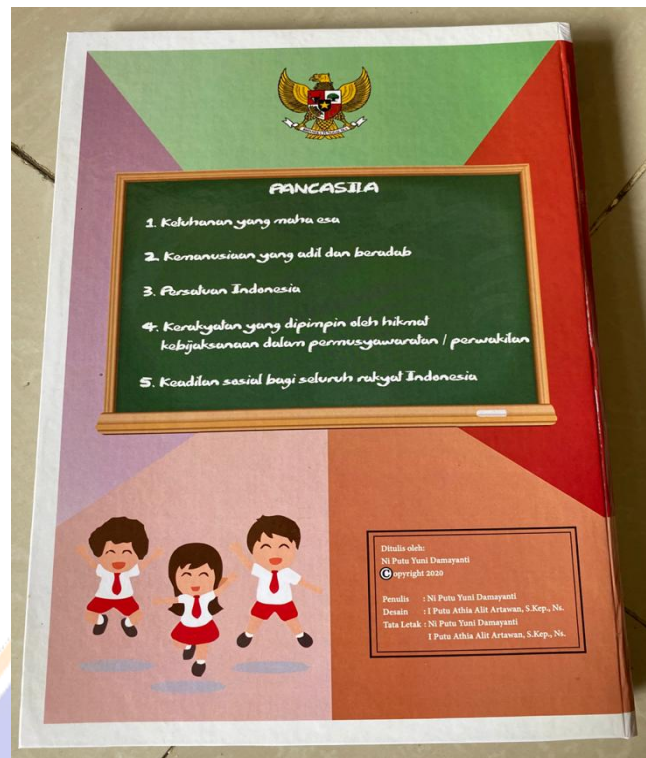 PANCASILA
1. Ketuhanan yang maha esa
2. Kemanusiaan yang adil dan beradab
3. Persatuan Indonesia
4. Kerakyatan yang dipimpin oleh hikmat
kebijaksanaan dalam permusyawaratan / perwakilan
5. Keadilan sosial bagi seluruh rakyat Indonesia
Ditulis oleh:
Ni Putu Yuni Damayanti
©opyright 2020
Penulis : Ni Putu Yuni Damayanti
Desain : I Putu Athia Alit Artawan, S.Kep., Ns.
Tata Letak : Ni Putu Yuni Damayanti
I Putu Athia Alit Artawan, S.Kep., Ns.